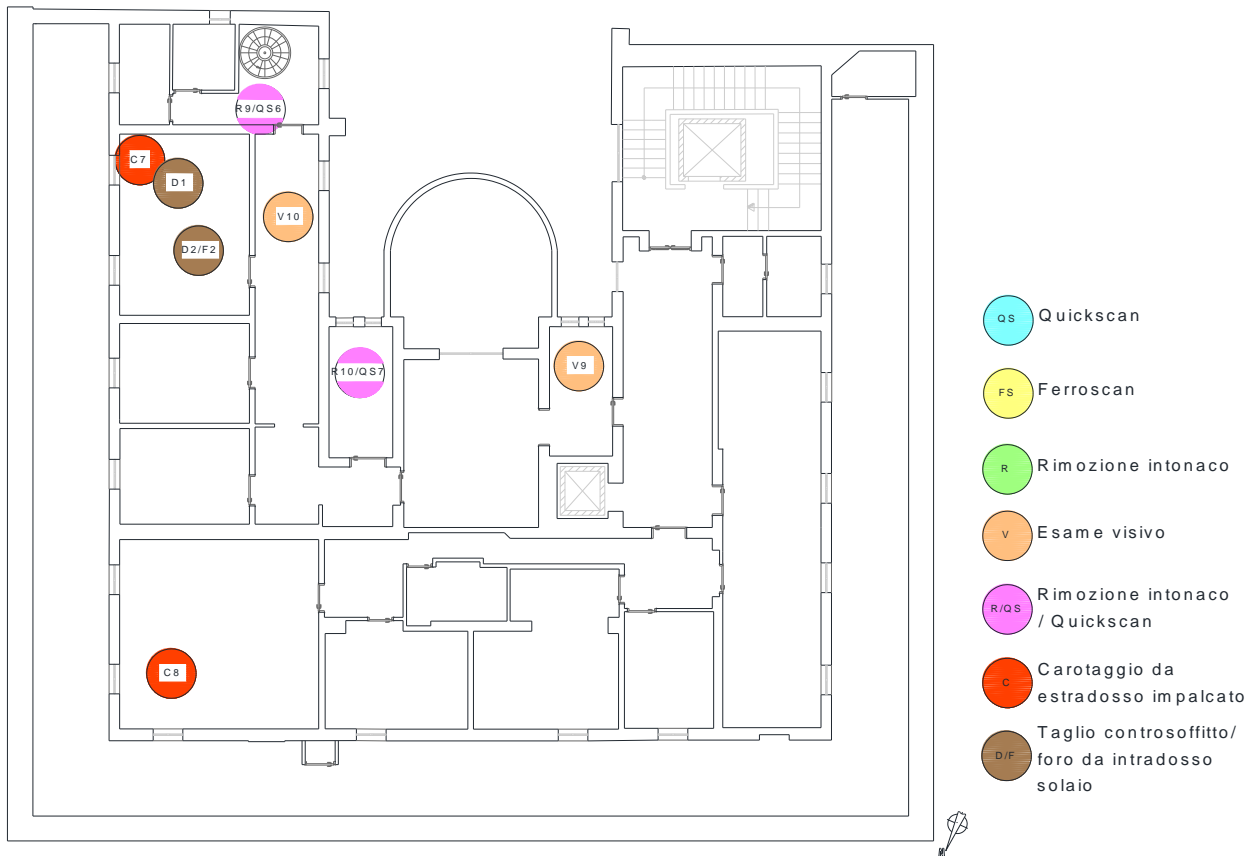 R9/QS6
C7
D1
V10
D2/F2
R10/QS7
V9
C8
QS Quickscan
FS Ferroscan
R Rimozione intonaco
V Esame visivo
R/QS Rimozione intonaco
/ Quickscan
C Carotaggio da
estradosso impalcato
D/F Taglio controsoffitto/
foro da intradosso
solaio
N